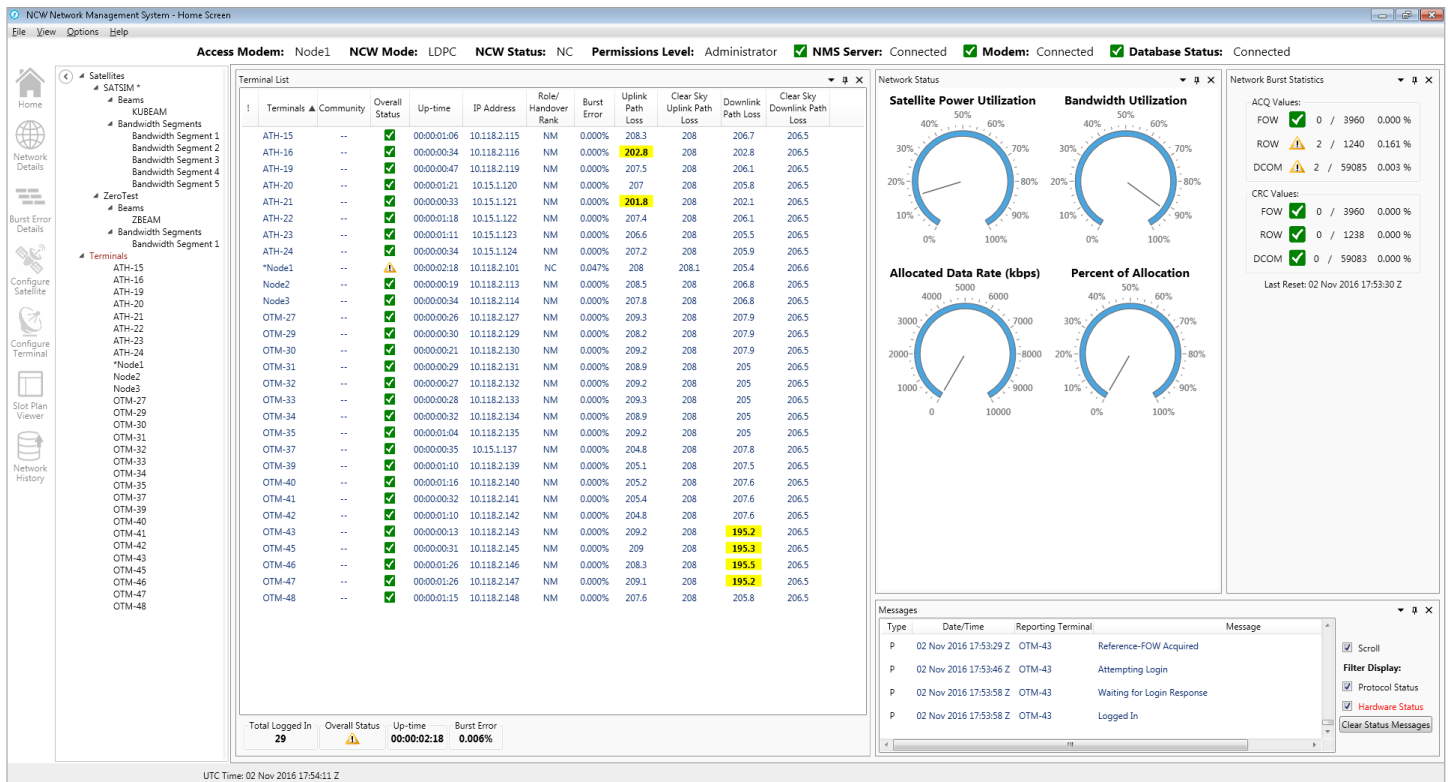 NCW Network Management System - Home Screen
File View Options Help
Access Modem: Node1 NCW Mode: LDPC NCW Status: NC Permissions Level: Administrator NMS Server: Connected Modem: Connected Database Status: Connected
Home
Network Details
Burst Error Details
Configure Satellite
Configure Terminal
Slot Plan Viewer
Network History
Satellites
SATSIM *
Beams
KUBEAM
Bandwidth Segments
Bandwidth Segment 1
Bandwidth Segment 2
Bandwidth Segment 3
Bandwidth Segment 4
Bandwidth Segment 5
ZeroTest
Beams
ZBEAM
Bandwidth Segments
Bandwidth Segment 1
Terminals
ATH-15
ATH-16
ATH-19
ATH-20
ATH-21
ATH-22
ATH-23
ATH-24
*Node1
Node2
Node3
OTM-27
OTM-29
OTM-30
OTM-31
OTM-32
OTM-33
OTM-34
OTM-35
OTM-37
OTM-39
OTM-40
OTM-41
OTM-42
OTM-43
OTM-45
OTM-46
OTM-47
OTM-48
Terminal List
! Terminals Community Overall Status Up-time IP Address Role/ Handover Rank Burst Error Uplink Path Loss Clear Sky Uplink Path Loss Downlink Path Loss Clear Sky Downlink Path Loss
ATH-15 -- 00:00:01:06 10.118.2.115 NM 0.000% 208.3 208 206.7 206.5
ATH-16 -- 00:00:00:34 10.118.2.116 NM 0.000% 202.8 208 202.8 206.5
ATH-19 -- 00:00:00:47 10.118.2.119 NM 0.000% 207.5 208 206.1 206.5
ATH-20 -- 00:00:01:21 10.15.1.120 NM 0.000% 207 208 205.8 206.5
ATH-21 -- 00:00:00:33 10.15.1.121 NM 0.000% 201.8 208 202.1 206.5
ATH-22 -- 00:00:01:18 10.15.1.122 NM 0.000% 207.4 208 206.1 206.5
ATH-23 -- 00:00:01:11 10.15.1.123 NM 0.000% 206.6 208 205.5 206.5
ATH-24 -- 00:00:00:34 10.15.1.124 NM 0.000% 207.2 208 205.9 206.5
*Node1 -- 00:00:02:18 10.118.2.101 NC 0.047% 208 208.1 205.4 206.6
Node2 -- 00:00:00:19 10.118.2.113 NM 0.000% 208.5 208 206.8 206.5
Node3 -- 00:00:00:34 10.118.2.114 NM 0.000% 207.8 208 206.8 206.5
OTM-27 -- 00:00:00:26 10.118.2.127 NM 0.000% 209.3 208 207.9 206.5
OTM-29 -- 00:00:00:30 10.118.2.129 NM 0.000% 208.2 208 207.9 206.5
OTM-30 -- 00:00:00:21 10.118.2.130 NM 0.000% 209.2 208 207.9 206.5
OTM-31 -- 00:00:00:29 10.118.2.131 NM 0.000% 208.9 208 205 206.5
OTM-32 -- 00:00:00:27 10.118.2.132 NM 0.000% 209.2 208 205 206.5
OTM-33 -- 00:00:00:28 10.118.2.133 NM 0.000% 209.3 208 205 206.5
OTM-34 -- 00:00:00:32 10.118.2.134 NM 0.000% 208.9 208 205 206.5
OTM-35 -- 00:00:01:04 10.118.2.135 NM 0.000% 209.2 208 205 206.5
OTM-37 -- 00:00:00:35 10.15.1.137 NM 0.000% 204.8 208 207.8 206.5
OTM-39 -- 00:00:01:10 10.118.2.139 NM 0.000% 205.1 208 207.5 206.5
OTM-40 -- 00:00:01:16 10.118.2.140 NM 0.000% 205.2 208 207.6 206.5
OTM-41 -- 00:00:00:32 10.118.2.141 NM 0.000% 205.4 208 207.6 206.5
OTM-42 -- 00:00:01:10 10.118.2.142 NM 0.000% 204.8 208 207.6 206.5
OTM-43 -- 00:00:00:13 10.118.2.143 NM 0.000% 209.2 208 195.2 206.5
OTM-45 -- 00:00:00:31 10.118.2.145 NM 0.000% 209 208 195.3 206.5
OTM-46 -- 00:00:01:26 10.118.2.146 NM 0.000% 208.3 208 195.5 206.5
OTM-47 -- 00:00:01:26 10.118.2.147 NM 0.000% 209.1 208 195.2 206.5
OTM-48 -- 00:00:01:15 10.118.2.148 NM 0.000% 207.6 208 205.8 206.5
Total Logged In Overall Status Up-time Burst Error
29 00:00:02:18 0.006%
Network Status
Satellite Power Utilization
0% 10% 20% 30% 40% 50% 60% 70% 80% 90% 100%
Bandwidth Utilization
0% 10% 20% 30% 40% 50% 60% 70% 80% 90% 100%
Allocated Data Rate (kbps)
0 1000 2000 3000 4000 5000 6000 7000 8000 9000 10000
Percent of Allocation
0% 10% 20% 30% 40% 50% 60% 70% 80% 90% 100%
Network Burst Statistics
ACQ Values:
FOW 0 / 3960 0.000 %
ROW 2 / 1240 0.161 %
DCOM 2 / 59085 0.003 %
CRC Values:
FOW 0 / 3960 0.000 %
ROW 0 / 1238 0.000 %
DCOM 0 / 59083 0.000 %
Last Reset: 02 Nov 2016 17:53:30 Z
Messages
Type Date/Time Reporting Terminal Message
P 02 Nov 2016 17:53:29 Z OTM-43 Reference-FOW Acquired
P 02 Nov 2016 17:53:46 Z OTM-43 Attempting Login
P 02 Nov 2016 17:53:58 Z OTM-43 Waiting for Login Response
P 02 Nov 2016 17:53:58 Z OTM-43 Logged In
Scroll
Filter Display:
Protocol Status
Hardware Status
Clear Status Messages
UTC Time: 02 Nov 2016 17:54:11 Z